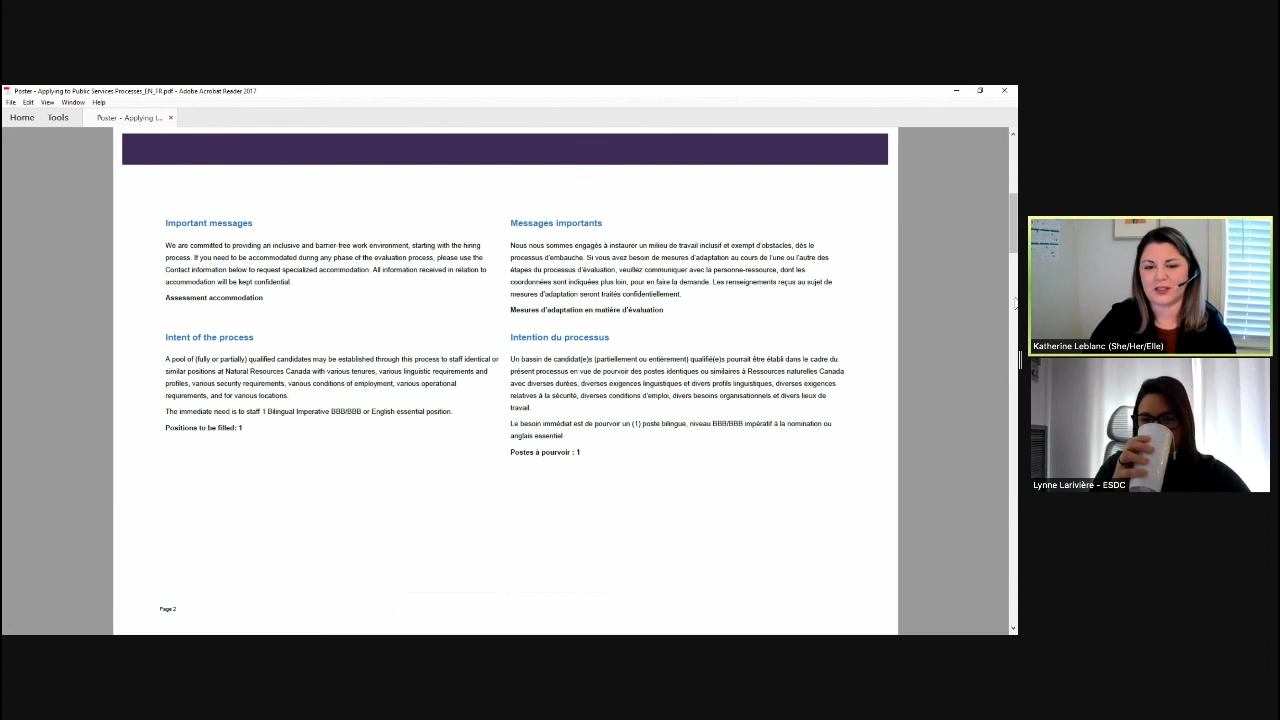 Poster - Applying to Public Services Processes_EN_FR.pdf - Adobe Acrobat Reader 2017
File Edit View Window Help
Home Tools Poster - Applying t... ×
Important messages
We are committed to providing an inclusive and barrier-free work environment, starting with the hiring
process. If you need to be accommodated during any phase of the evaluation process, please use the
Contact information below to request specialized accommodation. All information received in relation to
accommodation will be kept confidential.
Assessment accommodation
Intent of the process
A pool of (fully or partially) qualified candidates may be established through this process to staff identical or
similar positions at Natural Resources Canada with various tenures, various linguistic requirements and
profiles, various security requirements, various conditions of employment, various operational
requirements, and for various locations.
The immediate need is to staff 1 Bilingual Imperative BBB/BBB or English essential position.
Positions to be filled: 1
Messages importants
Nous nous sommes engagés à instaurer un milieu de travail inclusif et exempt d'obstacles, dès le
processus d'embauche. Si vous avez besoin de mesures d'adaptation au cours de l'une ou l'autre des
étapes du processus d'évaluation, veuillez communiquer avec la personne-ressource, dont les
coordonnées sont indiquées plus loin, pour en faire la demande. Les renseignements reçus au sujet de
mesures d'adaptation seront traités confidentiellement.
Mesures d'adaptation en matière d'évaluation
Intention du processus
Un bassin de candidat(e)s (partiellement ou entièrement) qualifié(e)s pourrait être établi dans le cadre du
présent processus en vue de pourvoir des postes identiques ou similaires à Ressources naturelles Canada
avec diverses durées, diverses exigences linguistiques et divers profils linguistiques, diverses exigences
relatives à la sécurité, diverses conditions d'emploi, divers besoins organisationnels et divers lieux de
travail.
Le besoin immédiat est de pourvoir un (1) poste bilingue, niveau BBB/BBB impératif à la nomination ou
anglais essentiel.
Postes à pourvoir : 1
Page 2
Katherine Leblanc (She/Her/Elle)
Lynne Larivière - ESDC